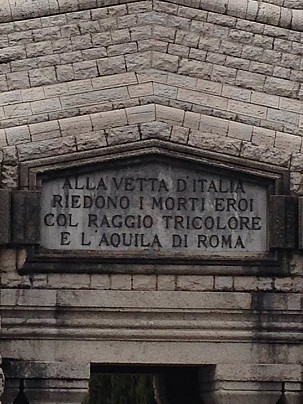 ALLA VETTA D'ITALIA
RIEDONO I MORTI EROI
COL RAGGIO TRICOLORE
E L'AQUILA DI ROMA